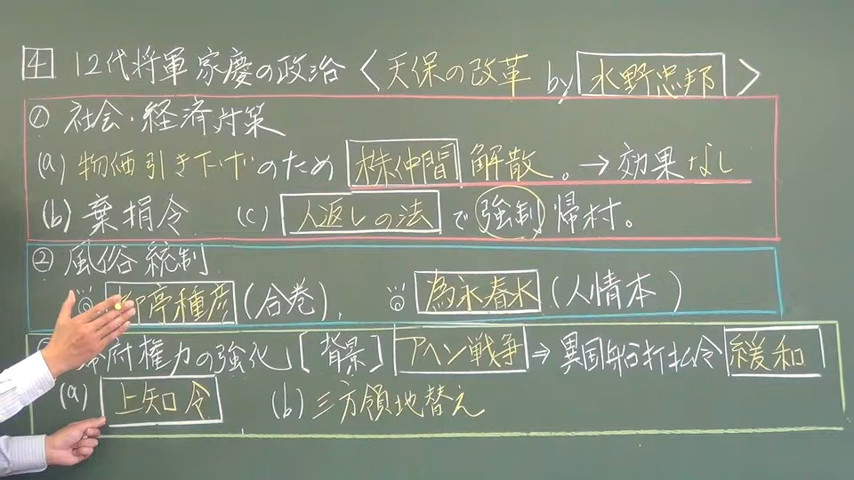 4 12代将軍家慶の政治〈天保の改革 by 水野忠邦〉
① 社会・経済対策
(a) 物価引き下げのため 株仲間 解散。→効果なし
(b) 棄捐令 (c) 人返しの法 で強制帰村。
② 風俗統制
亭種彦(合巻), 為永春水(人情本)
府権力の強化[背景]アヘン戦争⇒異国船打払令 緩和
(a) 上知令 (b) 三方領地替え